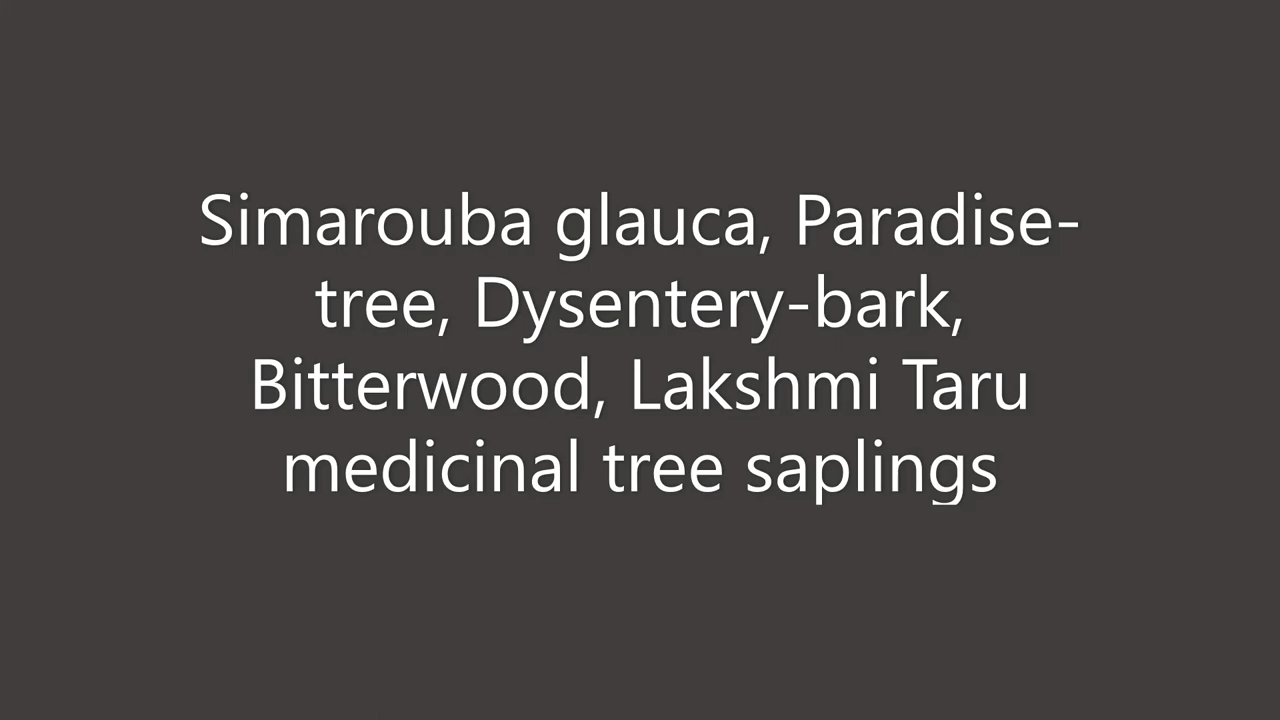 Simarouba glauca, Paradise-
tree, Dysentery-bark,
Bitterwood, Lakshmi Taru
medicinal tree saplings